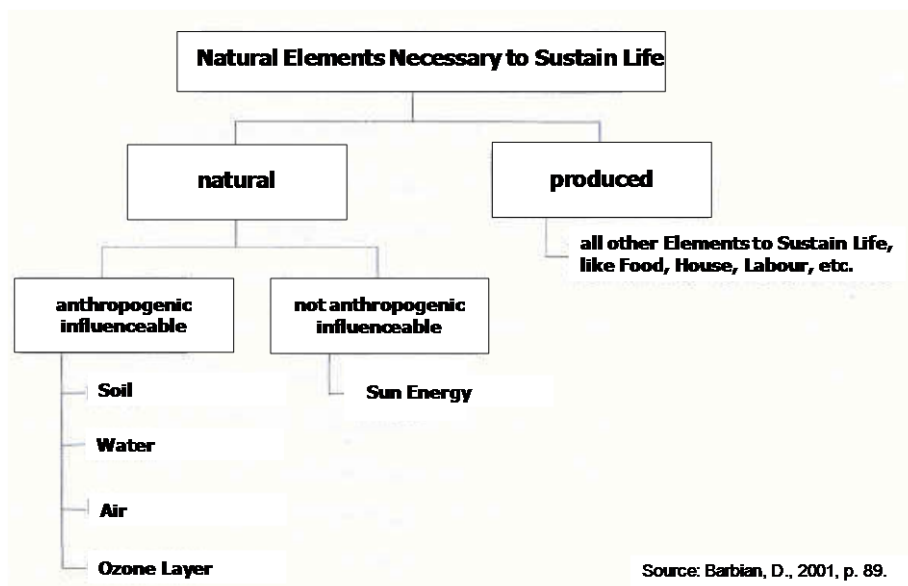 Natural Elements Necessary to Sustain Life
natural
produced
all other Elements to Sustain Life,
like Food, House, Labour, etc.
anthropogenic
influenceable
not anthropogenic
influenceable
Soil
Water
Air
Ozone Layer
Sun Energy
Source: Barbian, D., 2001, p. 89.